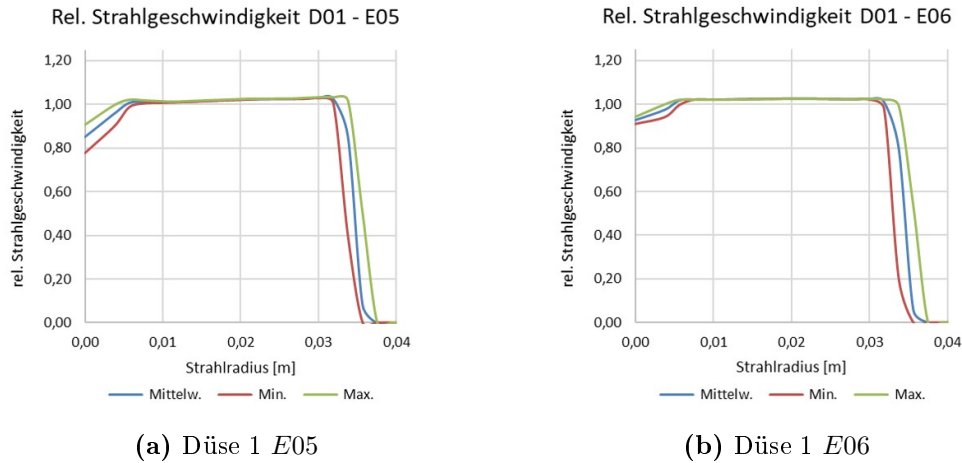 Rel. Strahlgeschwindigkeit D01 - E05
rel. Strahlgeschwindigkeit
1,20
1,00
0,80
0,60
0,40
0,20
0,00
0,00 0,01 0,02 0,03 0,04
Strahlradius [m]
Mittelw. Min. Max.
(a) Düse 1 E05
Rel. Strahlgeschwindigkeit D01 - E06
rel. Strahlgeschwindigkeit
1,20
1,00
0,80
0,60
0,40
0,20
0,00
0,00 0,01 0,02 0,03 0,04
Strahlradius [m]
Mittelw. Min. Max.
(b) Düse 1 E06